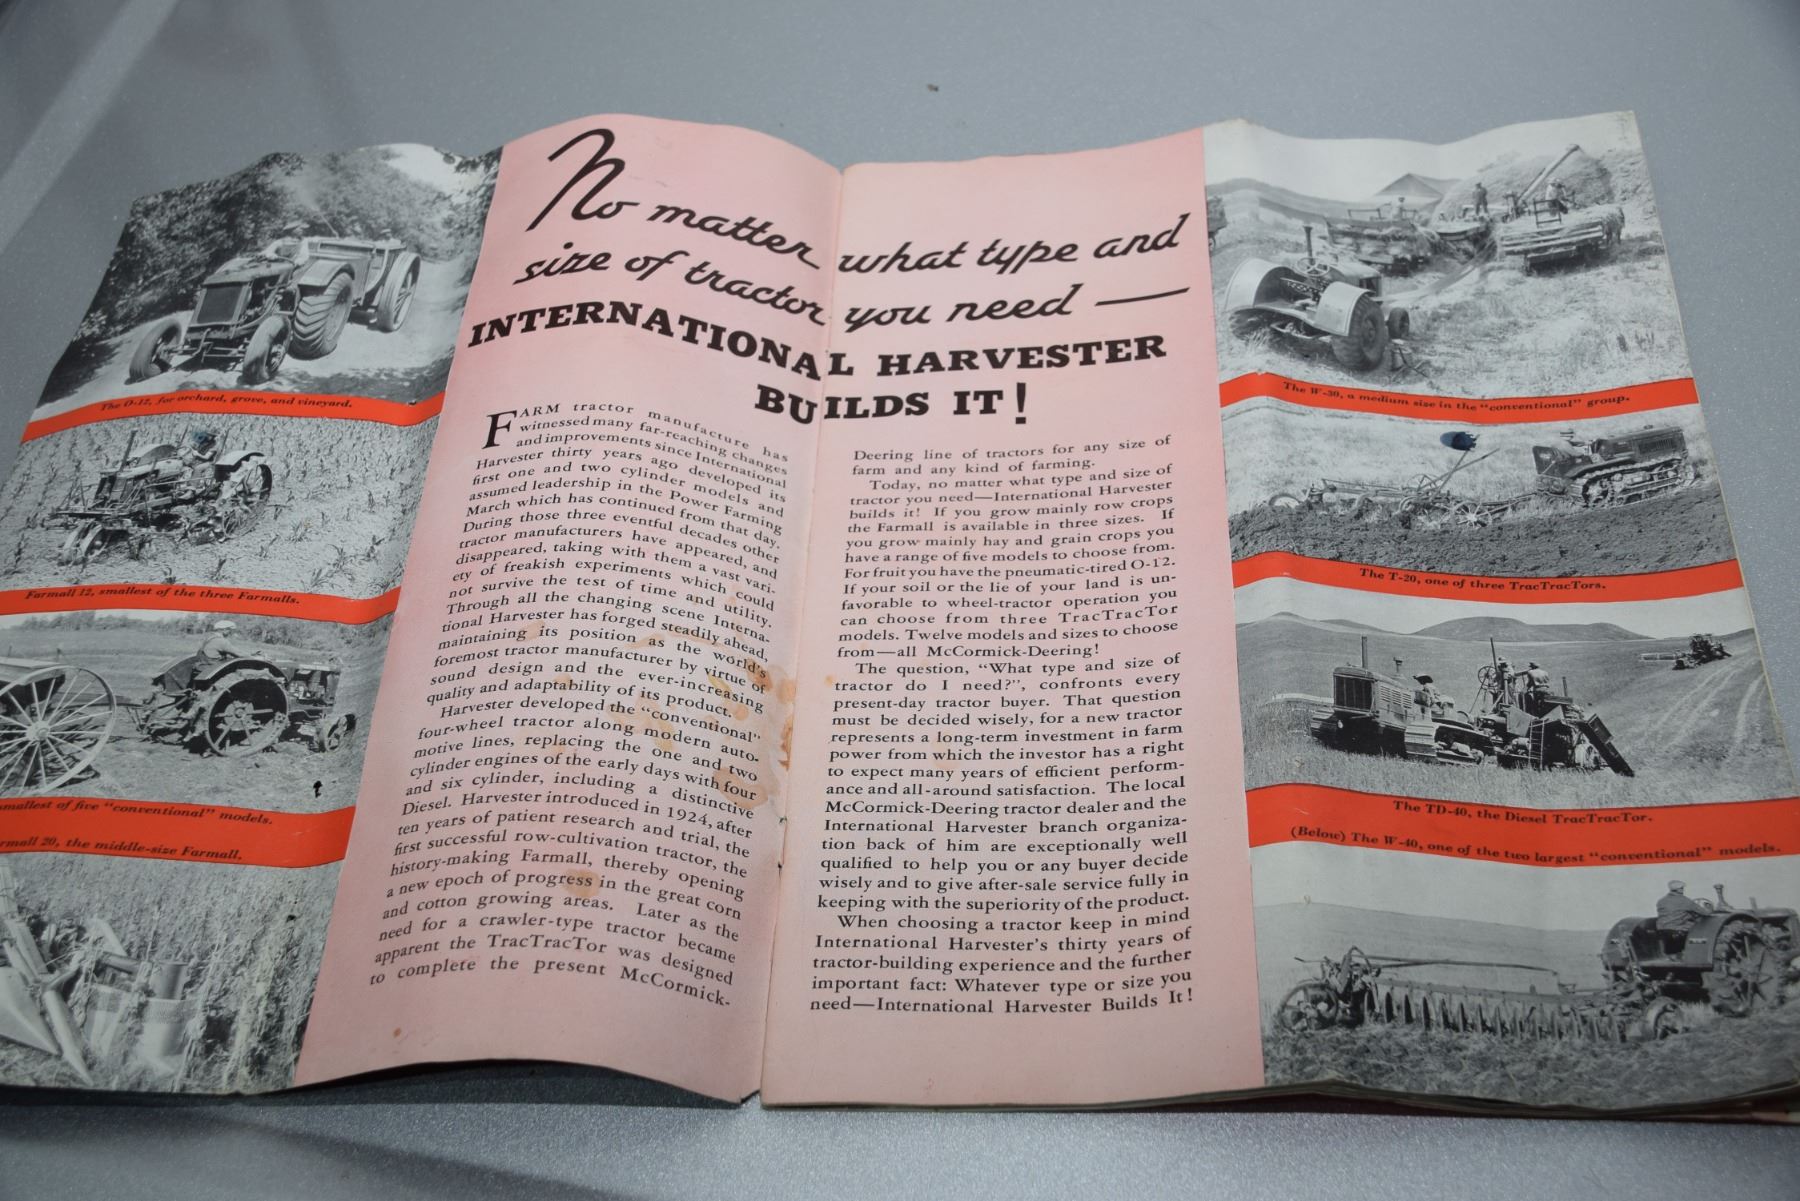 No matter what type and
size of tractor you need —
INTERNATIONAL HARVESTER
BUILDS IT!
The O-12, for orchard, grove, and vineyard.
Farmall 12, smallest of the three Farmalls.
smallest of five "conventional" models.
rmall 20, the middle-size Farmall.
FARM tractor manufacture has
witnessed many far-reaching changes
and improvements since International
Harvester thirty years ago developed its
first one and two cylinder models and
assumed leadership in the Power Farming
March which has continued from that day.
During those three eventful decades other
tractor manufacturers have appeared, and
disappeared, taking with them a vast vari-
ety of freakish experiments which could
not survive the test of time and utility.
Through all the changing scene Interna-
tional Harvester has forged steadily ahead,
maintaining its position as the world's
foremost tractor manufacturer by virtue of
sound design and the ever-increasing
quality and adaptability of its product.
Harvester developed the "conventional"
four-wheel tractor along modern auto-
motive lines, replacing the one and two
cylinder engines of the early days with four
and six cylinder, including a distinctive
Diesel. Harvester introduced in 1924, after
ten years of patient research and trial, the
first successful row-cultivation tractor, the
history-making Farmall, thereby opening
a new epoch of progress in the great corn
and cotton growing areas. Later as the
need for a crawler-type tractor became
apparent the TracTracTor was designed
to complete the present McCormick-
Deering line of tractors for any size of
farm and any kind of farming.
Today, no matter what type and size of
tractor you need—International Harvester
builds it! If you grow mainly row crops
the Farmall is available in three sizes. If
you grow mainly hay and grain crops you
have a range of five models to choose from.
For fruit you have the pneumatic-tired O-12.
If your soil or the lie of your land is un-
favorable to wheel-tractor operation you
can choose from three TracTracTor
models. Twelve models and sizes to choose
from—all McCormick-Deering!
The question, "What type and size of
tractor do I need?", confronts every
present-day tractor buyer. That question
must be decided wisely, for a new tractor
represents a long-term investment in farm
power from which the investor has a right
to expect many years of efficient perform-
ance and all-around satisfaction. The local
McCormick-Deering tractor dealer and the
International Harvester branch organiza-
tion back of him are exceptionally well
qualified to help you or any buyer decide
wisely and to give after-sale service fully in
keeping with the superiority of the product.
When choosing a tractor keep in mind
International Harvester's thirty years of
tractor-building experience and the further
important fact: Whatever type or size you
need—International Harvester Builds It!
The W-30, a medium size in the "conventional" group.
The T-20, one of three TracTracTors.
The TD-40, the Diesel TracTracTor.
(Below) The W-40, one of the two largest "conventional" models.